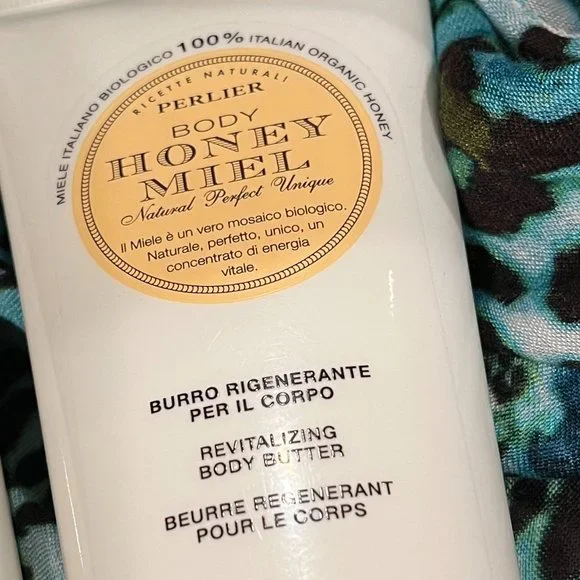 MIELE ITALIANO BIOLOGICO 100% ITALIAN ORGANIC HONEY
RICETTE NATURALI
PERLIER
BODY
HONEY
MIEL
Natural Perfect Unique
Il Miele è un vero mosaico biologico.
Naturale, perfetto, unico, un
concentrato di energia
vitale.
BURRO RIGENERANTE
PER IL CORPO
REVITALIZING
BODY BUTTER
BEURRE REGENERANT
POUR LE CORPS